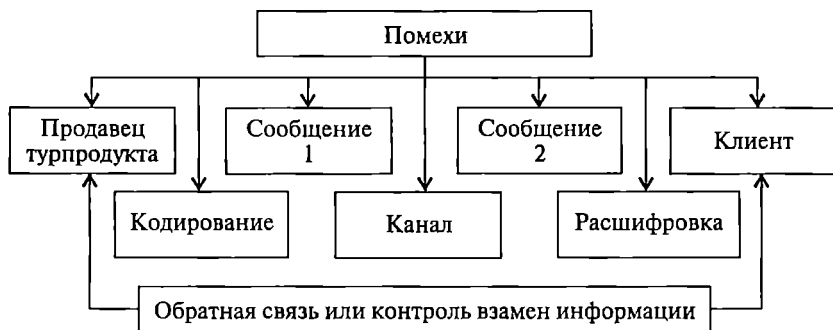 Помехи
Продавец
турпродукта
Сообщение
1
Сообщение
2
Клиент
Кодирование
Канал
Расшифровка
Обратная связь или контроль взамен информации